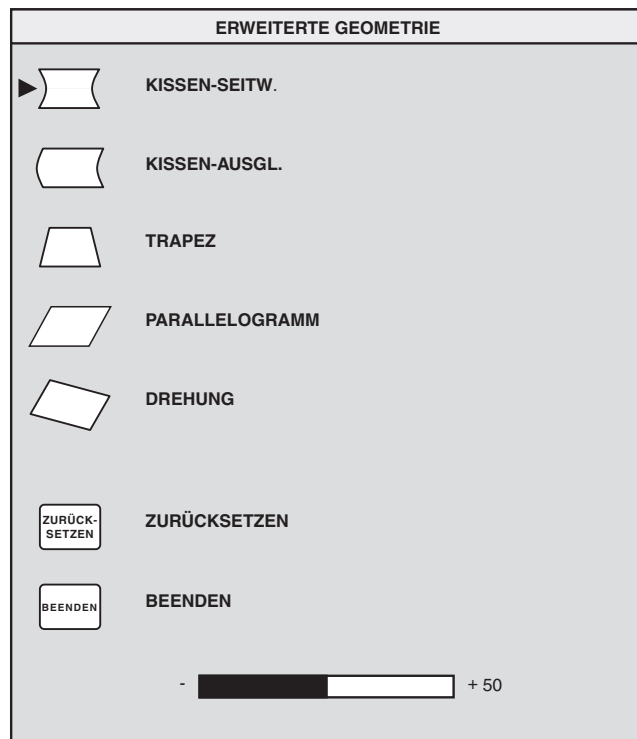 ERWEITERTE GEOMETRIE
KISSEN-SEITW.
KISSEN-AUSGL.
TRAPEZ
PARALLELOGRAMM
DREHUNG
ZURÜCK-
SETZEN
ZURÜCKSETZEN
BEENDEN
BEENDEN
- + 50